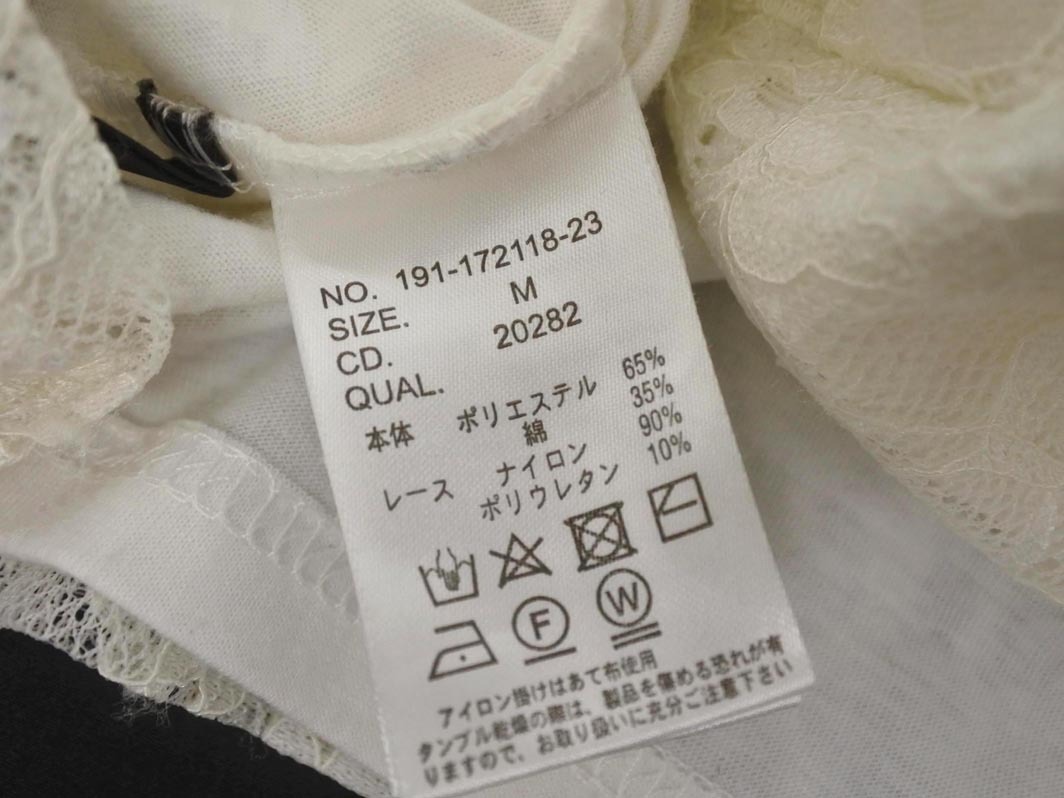 NO. 191-172118-23
SIZE. M
CD. 20282
QUAL.
本体 ポリエステル 65%
綿 35%
レース ナイロン 90%
ポリウレタン 10%
F W
アイロン掛けはあて布使用
タンブル乾燥の際は、製品を傷める恐れが有
りますので、お取り扱いに充分ご注意下さい